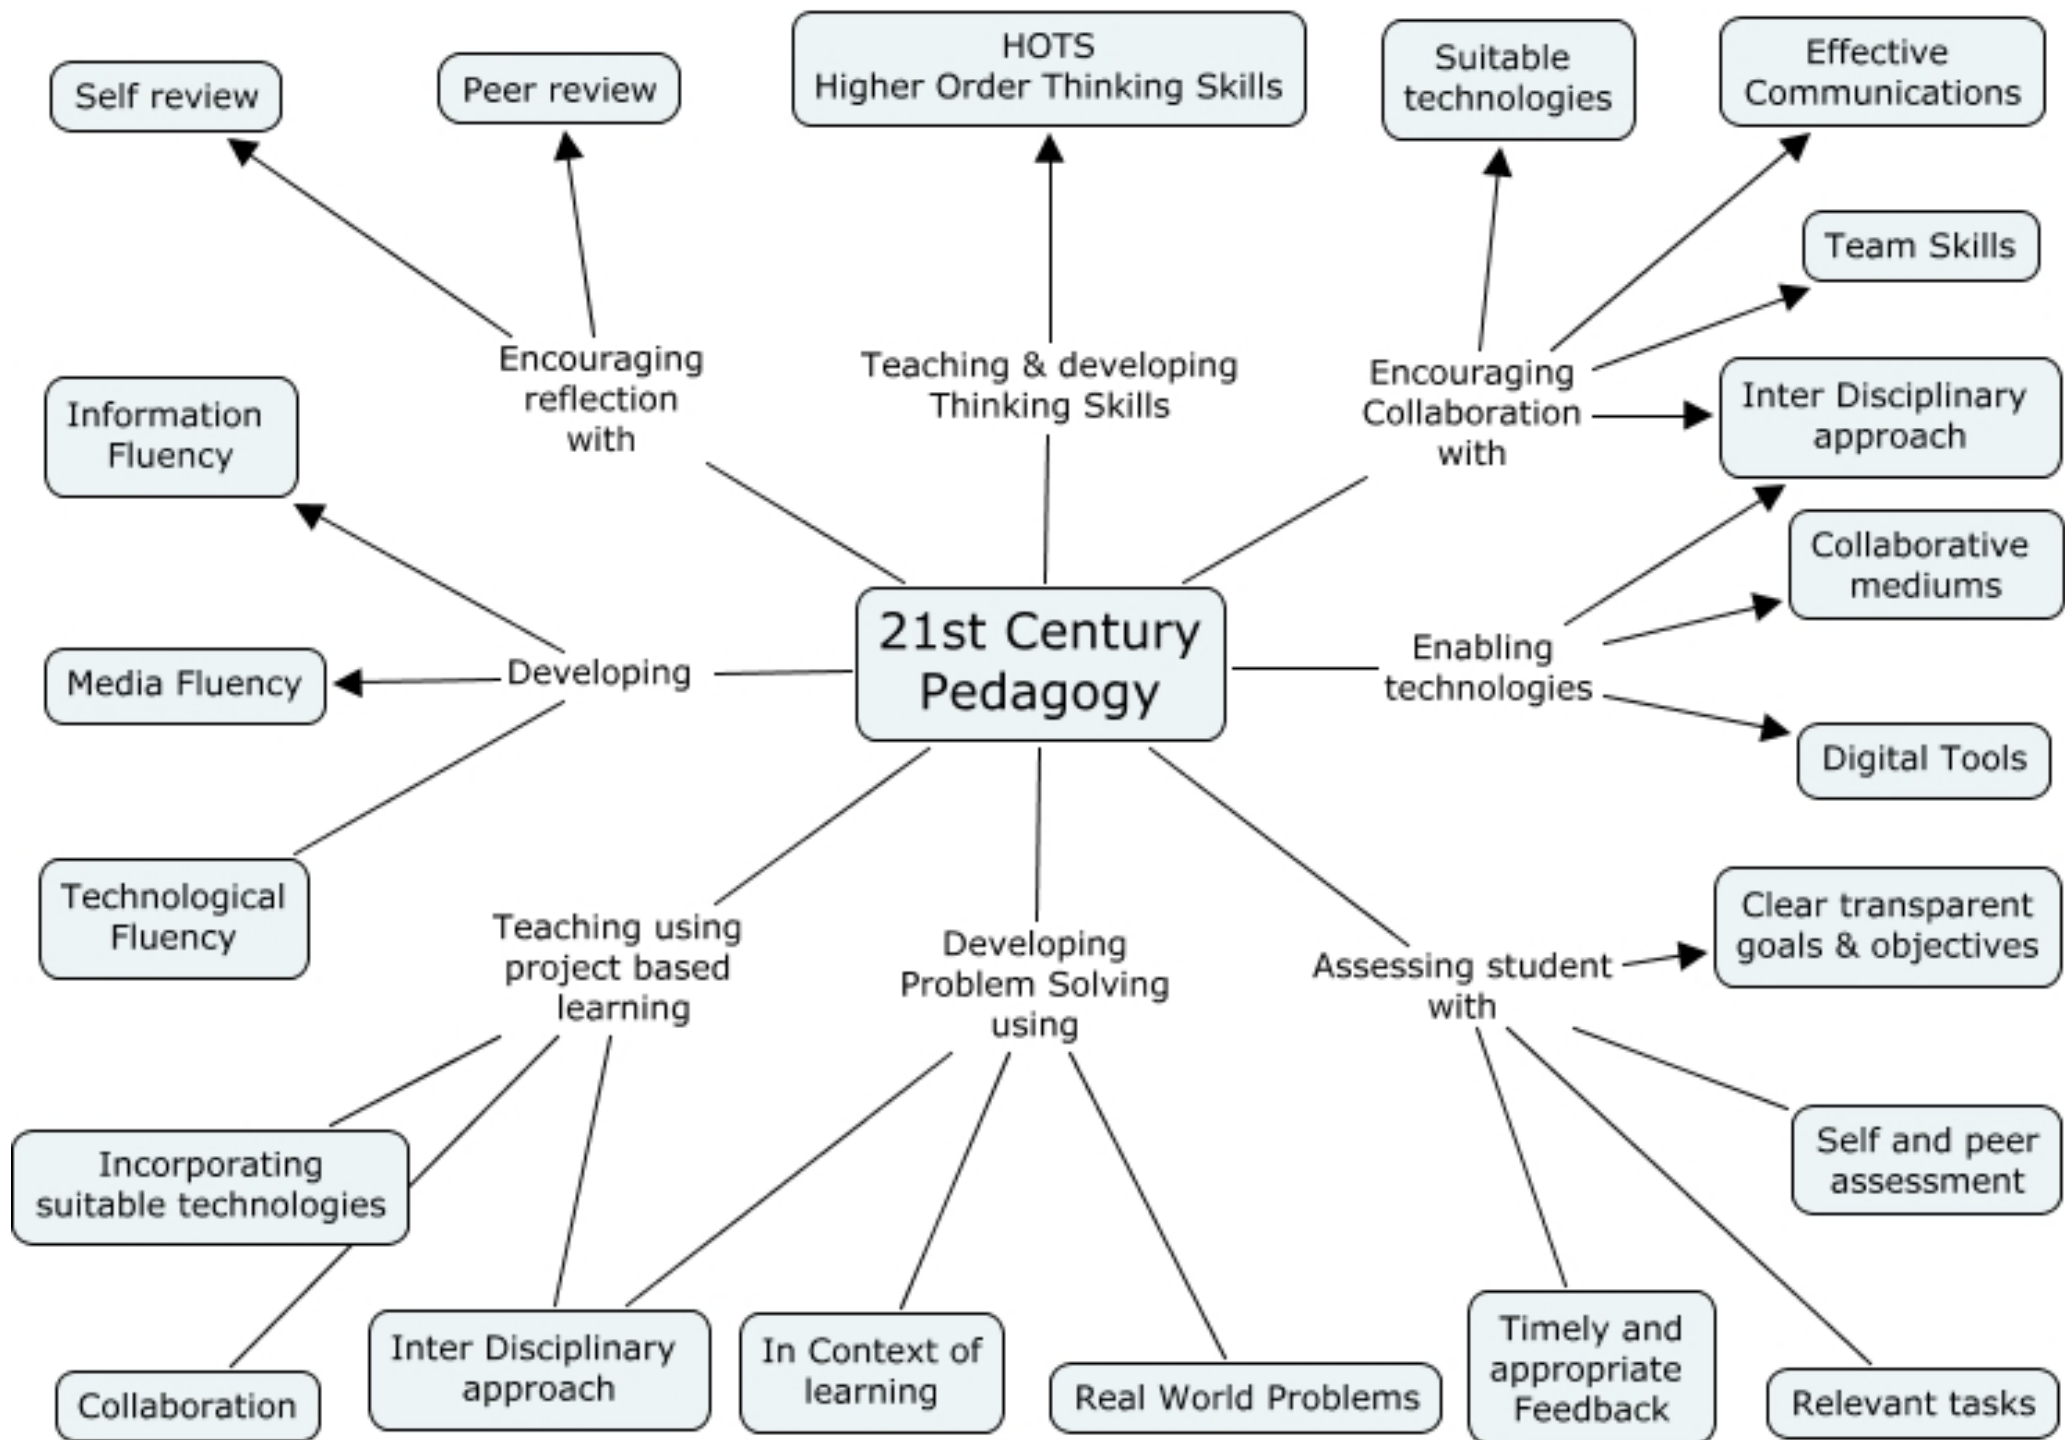 Self review
Peer review
HOTS
Higher Order Thinking Skills
Suitable
technologies
Effective
Communications
Team Skills
Encouraging
reflection
with
Teaching & developing
Thinking Skills
Encouraging
Collaboration
with
Inter Disciplinary
approach
Information
Fluency
Collaborative
mediums
21st Century
Pedagogy
Enabling
technologies
Developing
Media Fluency
Digital Tools
Technological
Fluency
Teaching using
project based
learning
Developing
Problem Solving
using
Assessing student
with
Clear transparent
goals & objectives
Incorporating
suitable technologies
Self and peer
assessment
Collaboration
Inter Disciplinary
approach
In Context of
learning
Real World Problems
Timely and
appropriate
Feedback
Relevant tasks